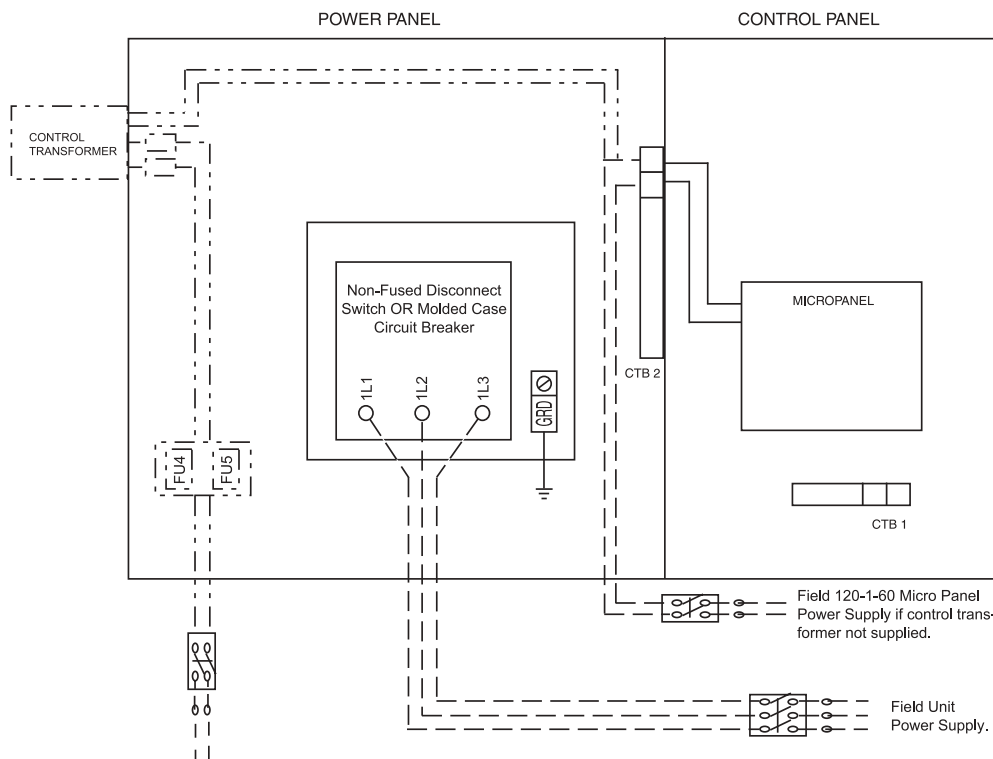 POWER PANEL
CONTROL PANEL
CONTROL
TRANSFORMER
Non-Fused Disconnect
Switch OR Molded Case
Circuit Breaker
1L1
1L2
1L3
GRD
CTB 2
MICROPANEL
FU4
FU5
CTB 1
Field 120-1-60 Micro Panel
Power Supply if control trans-
former not supplied.
Field Unit
Power Supply.